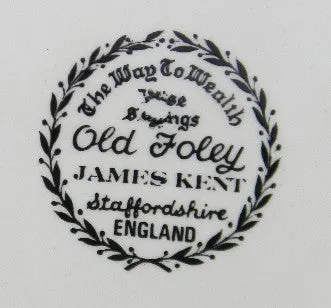 The Way To Wealth
Wise
Sayings
Old Foley
JAMES KENT
Staffordshire
ENGLAND